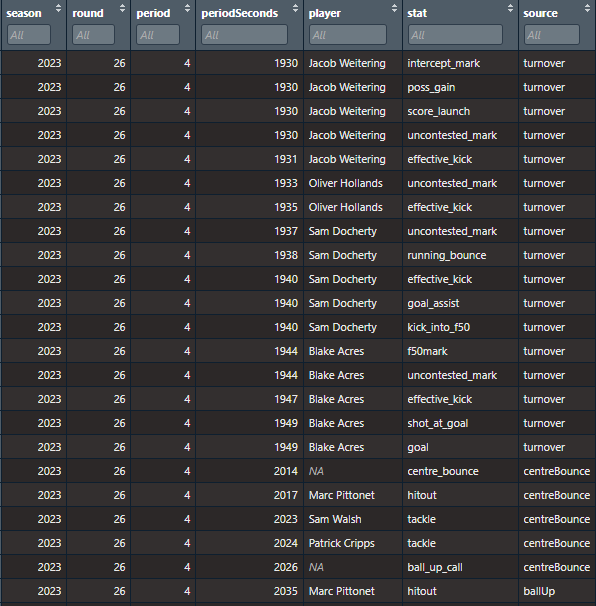 season round period periodSeconds player stat source
All All All All All All All
2023 26 4 1930 Jacob Weitering intercept_mark turnover
2023 26 4 1930 Jacob Weitering poss_gain turnover
2023 26 4 1930 Jacob Weitering score_launch turnover
2023 26 4 1930 Jacob Weitering uncontested_mark turnover
2023 26 4 1931 Jacob Weitering effective_kick turnover
2023 26 4 1933 Oliver Hollands uncontested_mark turnover
2023 26 4 1935 Oliver Hollands effective_kick turnover
2023 26 4 1937 Sam Docherty uncontested_mark turnover
2023 26 4 1938 Sam Docherty running_bounce turnover
2023 26 4 1940 Sam Docherty effective_kick turnover
2023 26 4 1940 Sam Docherty goal_assist turnover
2023 26 4 1940 Sam Docherty kick_into_f50 turnover
2023 26 4 1944 Blake Acres f50mark turnover
2023 26 4 1944 Blake Acres uncontested_mark turnover
2023 26 4 1947 Blake Acres effective_kick turnover
2023 26 4 1949 Blake Acres shot_at_goal turnover
2023 26 4 1949 Blake Acres goal turnover
2023 26 4 2014 NA centre_bounce centreBounce
2023 26 4 2017 Marc Pittonet hitout centreBounce
2023 26 4 2023 Sam Walsh tackle centreBounce
2023 26 4 2024 Patrick Cripps tackle centreBounce
2023 26 4 2026 NA ball_up_call centreBounce
2023 26 4 2035 Marc Pittonet hitout ballUp